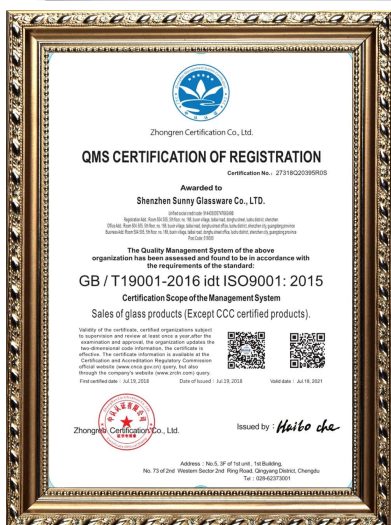 Zhongren Certification Co., Ltd.
QMS CERTIFICATION OF REGISTRATION
Certification No.: 27318Q20395R0S
Awarded to
Shenzhen Sunny Glassware Co., LTD.
The Quality Management System of the above
organization has been assessed and found to be in accordance with
the requirements of the standard:
GB / T19001-2016 idt ISO9001: 2015
Certification Scope of the Management System
Sales of glass products (Except CCC certified products).
Validity of the certificate, certified organizations subject
to supervision and review at least once a year, after the
examination and approval, the organization updates the
two-dimensional code information, the certificate is
effective. The certificate information is available at the
Certification and Accreditation Commission
official website (www.cnca.gov.cn) query, but also
through the company's website (www.zrcln.com) query.
First certified date : Jul.19, 2018 Date of Issued : Jul.19, 2018 Valid date : Jul.18, 2021
Zhongren Certification Co., Ltd.
Issued by : Haibo che
Address : No.5, 3F of 1st unit , 1st Building,
No. 73 of 2nd Western Sector 2nd Ring Road, Qingyang District, Chengdu
Tel : 028-62373001